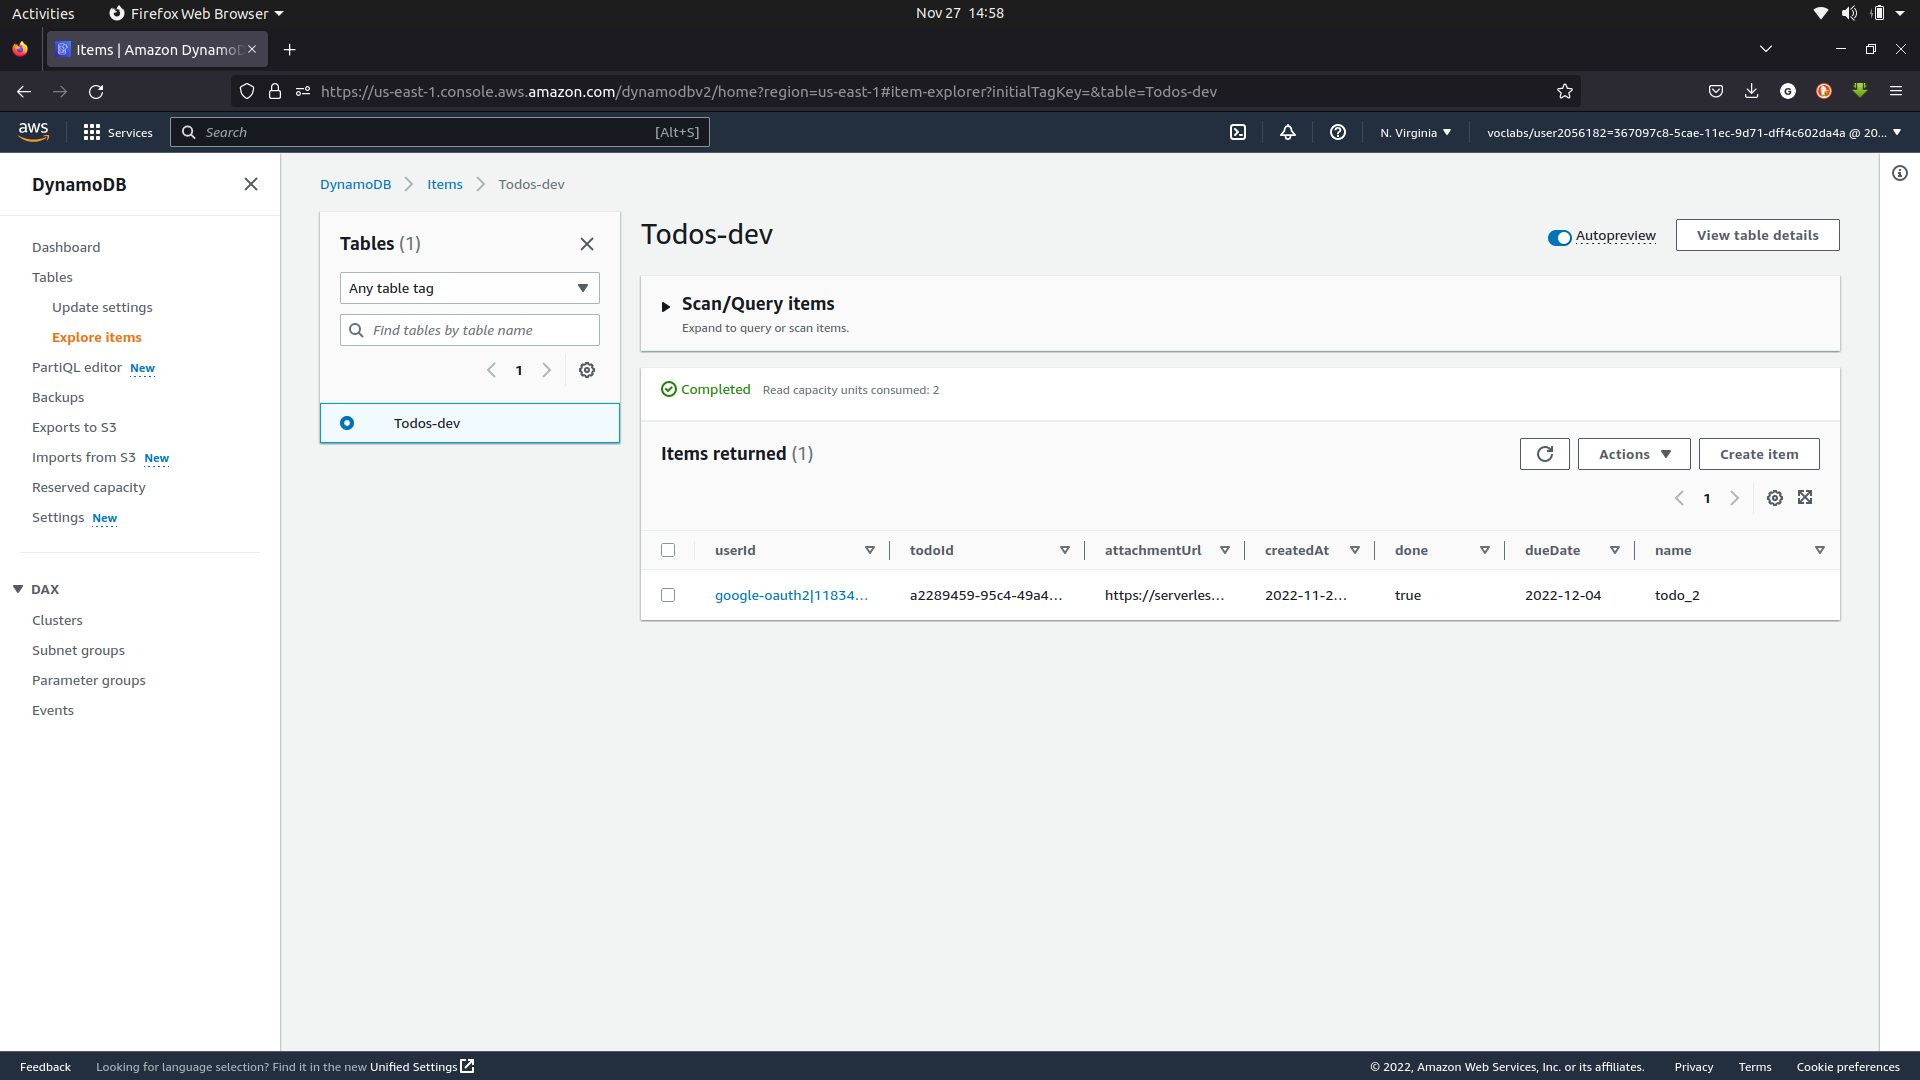 Activities
Firefox Web Browser
Nov 27 14:58
Items | Amazon DynamoD
https://us-east-1.console.aws.amazon.com/dynamodbv2/home?region=us-east-1#item-explorer?initialTagKey=&table=Todos-dev
aws
Services
Search
[Alt+S]
N. Virginia
voclabs/user2056182=367097c8-5cae-11ec-9d71-dff4c602da4a @ 20...
DynamoDB
Dashboard
Tables
Update settings
Explore items
PartiQL editor New
Backups
Exports to S3
Imports from S3 New
Reserved capacity
Settings New
DAX
Clusters
Subnet groups
Parameter groups
Events
DynamoDB
Items
Todos-dev
Tables (1)
Any table tag
Find tables by table name
1
Todos-dev
Todos-dev
Autopreview
View table details
Scan/Query items
Expand to query or scan items.
Completed
Read capacity units consumed: 2
Items returned (1)
Actions
Create item
1
userId todoId attachmentUrl createdAt done dueDate name
google-oauth2|11834... a2289459-95c4-49a4... https://serverles... 2022-11-2... true 2022-12-04 todo_2
Feedback
Looking for language selection? Find it in the new Unified Settings
© 2022, Amazon Web Services, Inc. or its affiliates.
Privacy
Terms
Cookie preferences